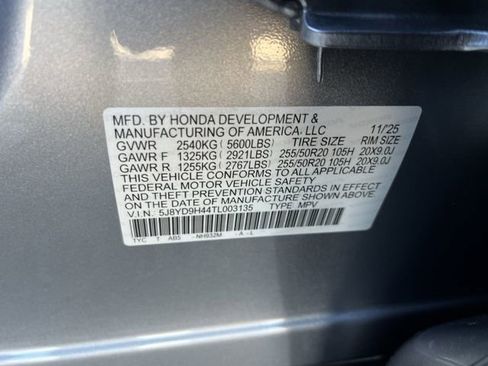 MFD. BY HONDA DEVELOPMENT &
MANUFACTURING OF AMERICA, LLC 11/25
GVWR 2540KG (5600LBS) TIRE SIZE RIM SIZE
GAWR F 1325KG (2921LBS) 255/50R20 105H 20X9.0J
GAWR R 1255KG (2767LBS) 255/50R20 105H 20X9.0J
THIS VEHICLE CONFORMS TO ALL APPLICABLE
FEDERAL MOTOR VEHICLE SAFETY AND
THEFT PREVENTION STANDARDS IN EFFECT
ON THE DATE OF MANUFACTURE SHOWN ABOVE.
V.I.N. 5J8YD9H44TL003135 TYPE MPV
TYC T AB5 NH932M -A -L